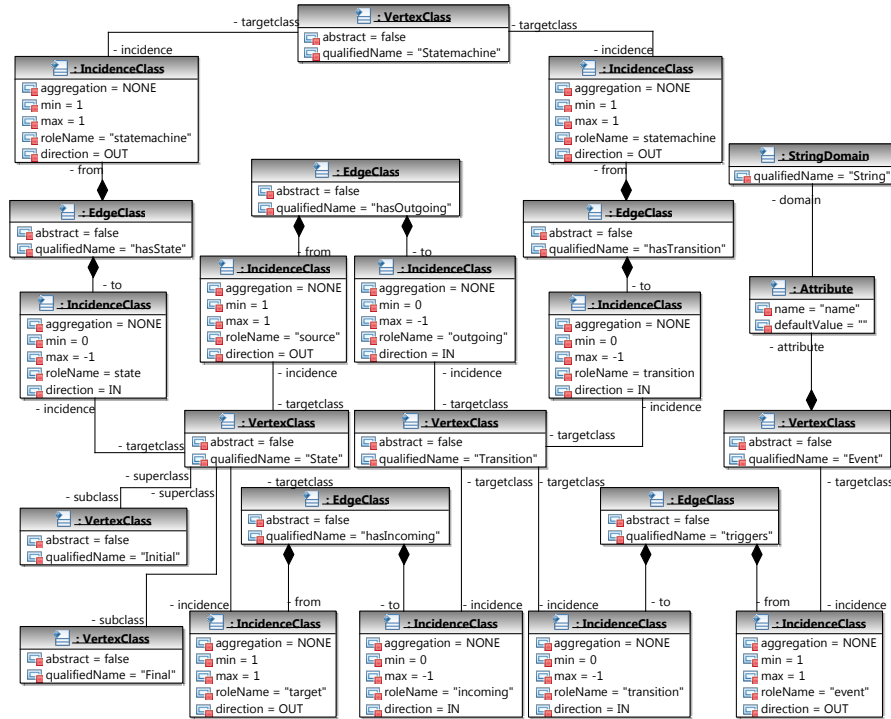 - targetclass
: VertexClass
- targetclass
abstract = false
qualifiedName = "Statemachine"
- incidence
- incidence
: IncidenceClass
aggregation = NONE
min = 1
max = 1
roleName = "statemachine"
direction = OUT
- from
: IncidenceClass
aggregation = NONE
min = 1
max = 1
roleName = statemachine
direction = OUT
- from
: StringDomain
qualifiedName = "String"
- domain
: EdgeClass
abstract = false
qualifiedName = "hasOutgoing"
- from
- to
: EdgeClass
abstract = false
qualifiedName = "hasState"
- to
: EdgeClass
abstract = false
qualifiedName = "hasTransition"
- to
: IncidenceClass
aggregation = NONE
min = 1
max = 1
roleName = "source"
direction = OUT
- incidence
- targetclass
: IncidenceClass
aggregation = NONE
min = 0
max = -1
roleName = "outgoing"
direction = IN
- incidence
- targetclass
: Attribute
name = "name"
defaultValue = ""
- attribute
: IncidenceClass
aggregation = NONE
min = 0
max = -1
roleName = state
direction = IN
- incidence
- targetclass
: IncidenceClass
aggregation = NONE
min = 0
max = -1
roleName = transition
direction = IN
- incidence
- targetclass
: VertexClass
abstract = false
qualifiedName = "State"
: VertexClass
abstract = false
qualifiedName = "Transition"
: VertexClass
abstract = false
qualifiedName = "Event"
- superclass
- targetclass
- targetclass
- targetclass
- targetclass
- subclass
- superclass
: VertexClass
abstract = false
qualifiedName = "Initial"
: EdgeClass
abstract = false
qualifiedName = "hasIncoming"
: EdgeClass
abstract = false
qualifiedName = "triggers"
- subclass
- incidence
- from
- to
- incidence
- incidence
- to
- from
- incidence
: VertexClass
abstract = false
qualifiedName = "Final"
: IncidenceClass
aggregation = NONE
min = 1
max = 1
roleName = "target"
direction = OUT
: IncidenceClass
aggregation = NONE
min = 0
max = -1
roleName = "incoming"
direction = IN
: IncidenceClass
aggregation = NONE
min = 0
max = -1
roleName = "transition"
direction = IN
: IncidenceClass
aggregation = NONE
min = 1
max = 1
roleName = "event"
direction = OUT